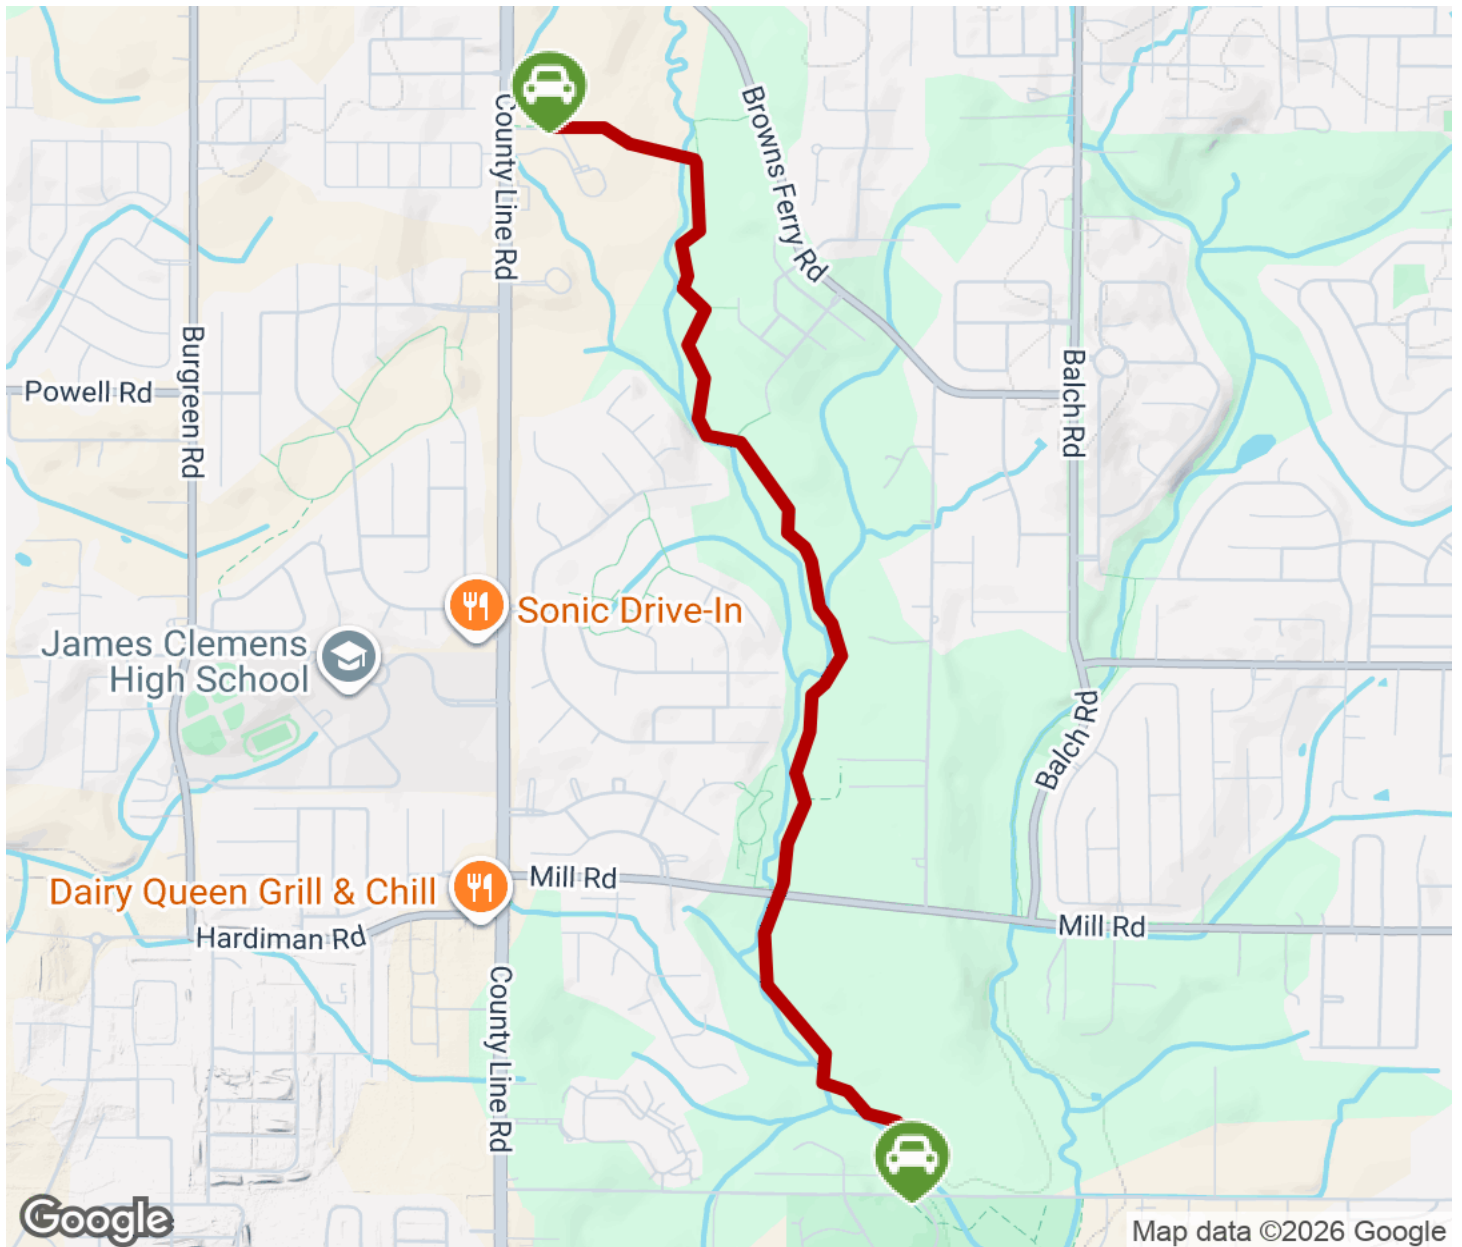 County Line Rd
Browns Ferry Rd
Burgreen Rd
Powell Rd
Balch Rd
Sonic Drive-In
James Clemens
High School
Balch Rd
Mill Rd
Dairy Queen Grill & Chill
Hardiman Rd
Mill Rd
County Line Rd
Google
Map data ©2026 Google